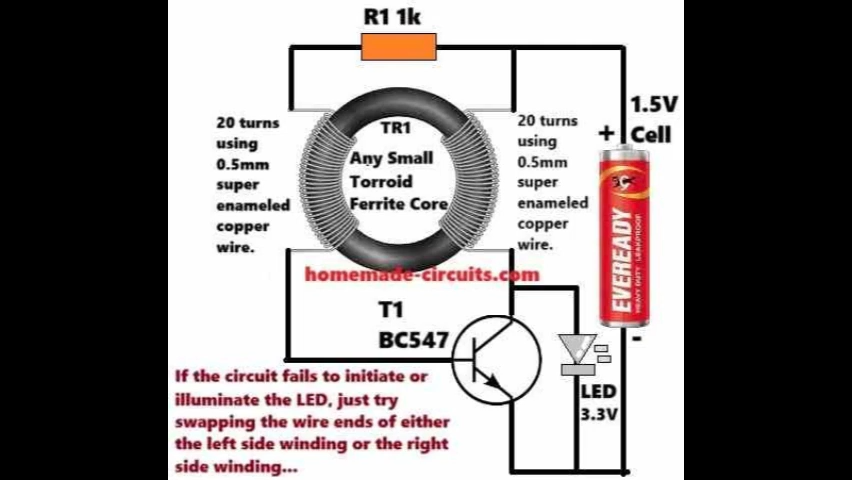 R1 1k
1.5V
Cell
+
20 turns
using
0.5mm
super
enameled
copper
wire.
TR1
Any Small
Torroid
Ferrite Core
20 turns
using
0.5mm
super
enameled
copper
wire.
EVEREADY
HEAVY DUTY LEAKPROOF
homemade-circuits.com
T1
BC547
-
LED
3.3V
If the circuit fails to initiate or
illuminate the LED, just try
swapping the wire ends of either
the left side winding or the right
side winding...